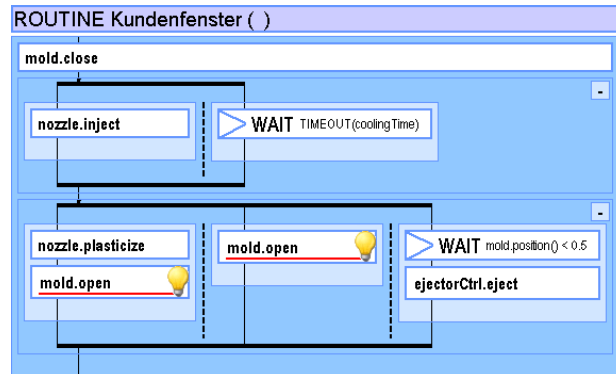 ROUTINE Kundenfenster ( )
mold.close
-
nozzle.inject
WAIT TIMEOUT(coolingTime)
-
nozzle.plasticize
mold.open
mold.open
WAIT mold.position() < 0.5
ejectorCtrl.eject